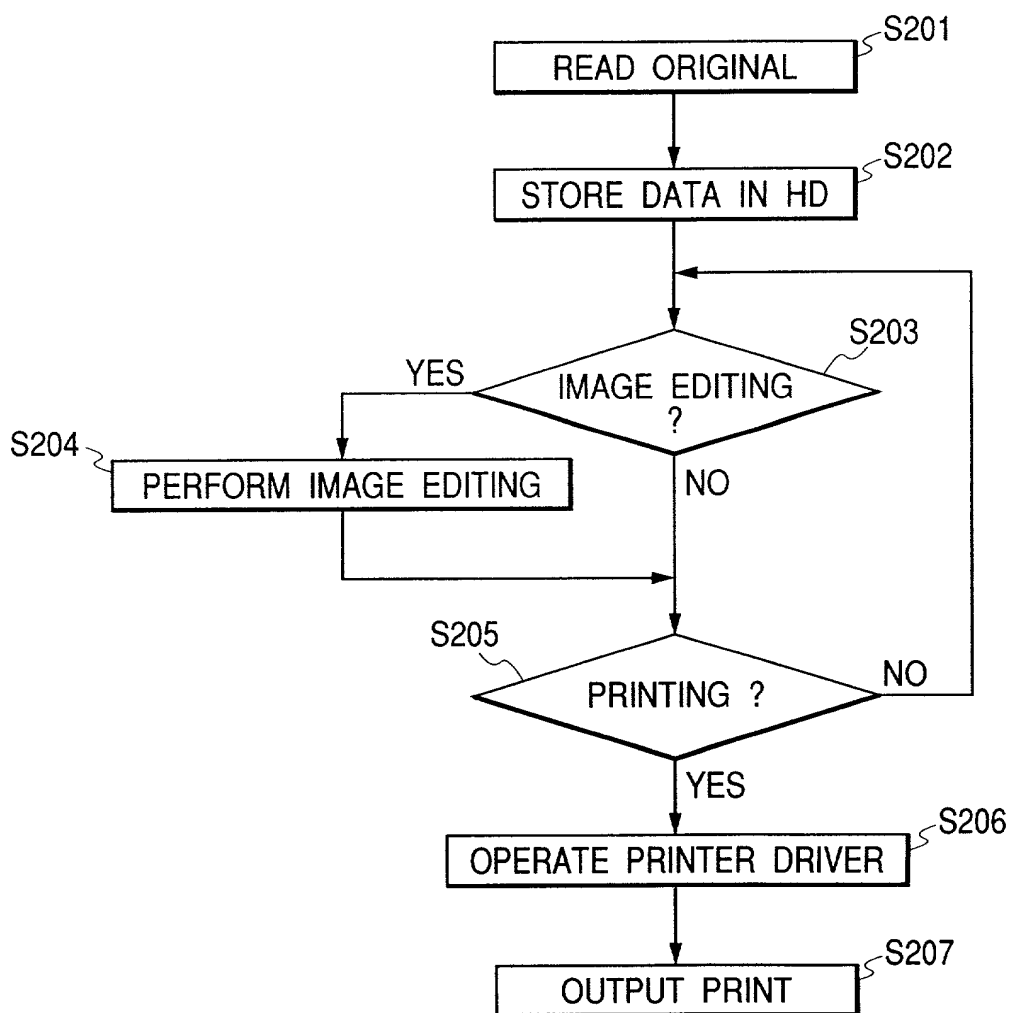 S201
READ ORIGINAL
S202
STORE DATA IN HD
S203
YES
IMAGE EDITING
?
S204
PERFORM IMAGE EDITING
NO
S205
PRINTING ?
NO
YES
S206
OPERATE PRINTER DRIVER
S207
OUTPUT PRINT